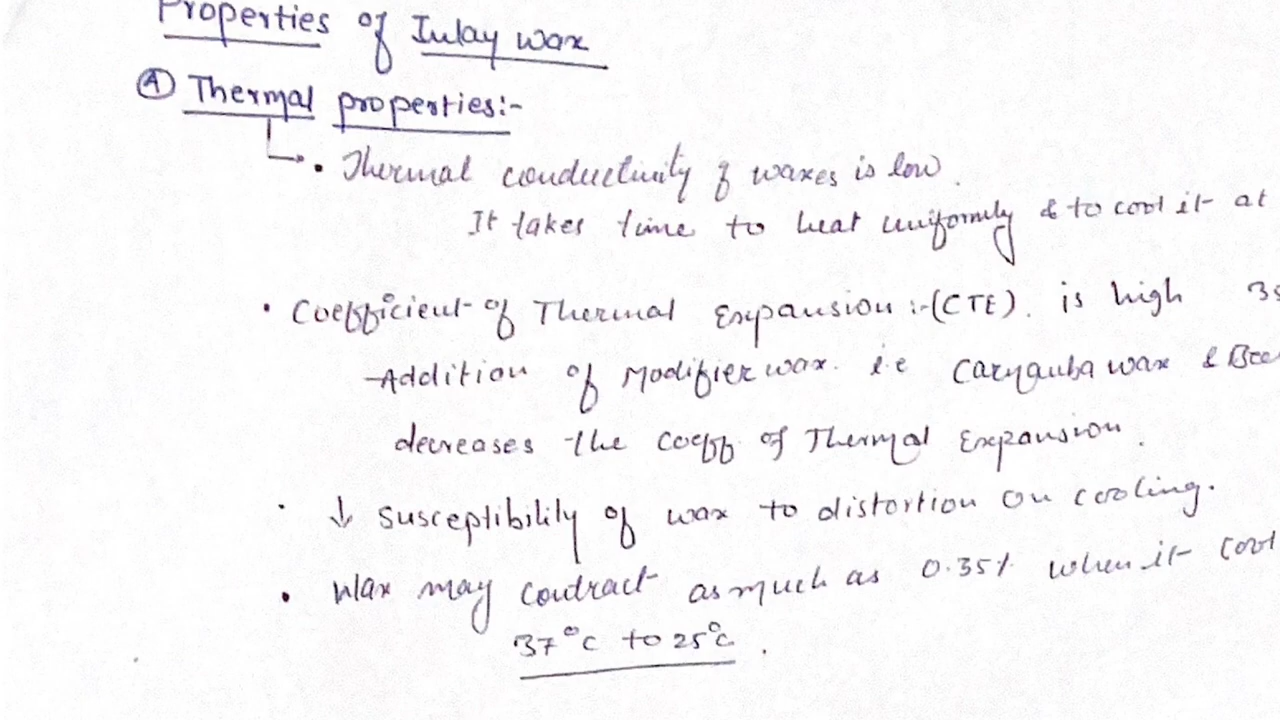 Properties of Inlay wax
Ⓐ Thermal properties:-
• Thermal conductivity of waxes is low.
It takes time to heat uniformly & to cool it at
• Coefficient of Thermal Expansion:-(CTE). is high
Addition of Modifier wax. i.e Carnauba wax &
decreases the coeff. of Thermal Expansion.
• ↓ susceptibility of wax to distortion on cooling.
• Wax may contract as much as 0.35% when it cool
37°C to 25°C.